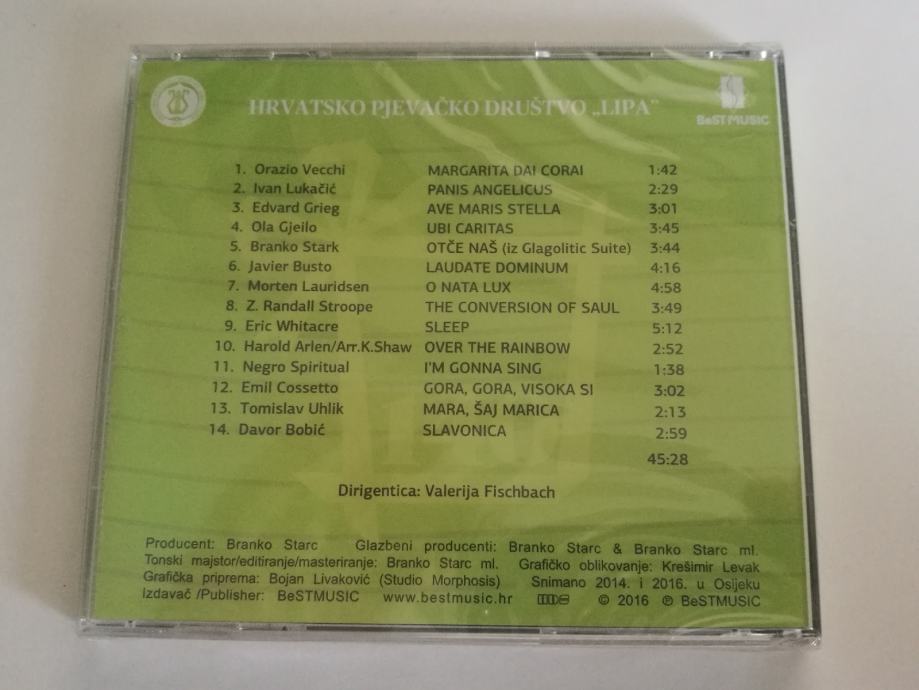 HRVATSKO PJEVAČKO DRUŠTVO „LIPA”
BeST MUSIC
1. Orazio Vecchi MARGARITA DAI CORAI 1:42
2. Ivan Lukačić PANIS ANGELICUS 2:29
3. Edvard Grieg AVE MARIS STELLA 3:01
4. Ola Gjeilo UBI CARITAS 3:45
5. Branko Stark OTČE NAŠ (iz Glagolitic Suite) 3:44
6. Javier Busto LAUDATE DOMINUM 4:16
7. Morten Lauridsen O NATA LUX 4:58
8. Z. Randall Stroope THE CONVERSION OF SAUL 3:49
9. Eric Whitacre SLEEP 5:12
10. Harold Arlen/Arr.K.Shaw OVER THE RAINBOW 2:52
11. Negro Spiritual I'M GONNA SING 1:38
12. Emil Cossetto GORA, GORA, VISOKA SI 3:02
13. Tomislav Uhlik MARA, ŠAJ MARICA 2:13
14. Davor Bobić SLAVONICA 2:59
45:28
Dirigentica: Valerija Fischbach
Producent: Branko Starc Glazbeni producenti: Branko Starc & Branko Starc ml.
Tonski majstor/editiranje/masteriranje: Branko Starc ml. Grafičko oblikovanje: Krešimir Levak
Grafička priprema: Bojan Livaković (Studio Morphosis) Snimano 2014. i 2016. u Osijeku
Izdavač /Publisher: BeSTMUSIC www.bestmusic.hr © 2016 ℗ BeSTMUSIC